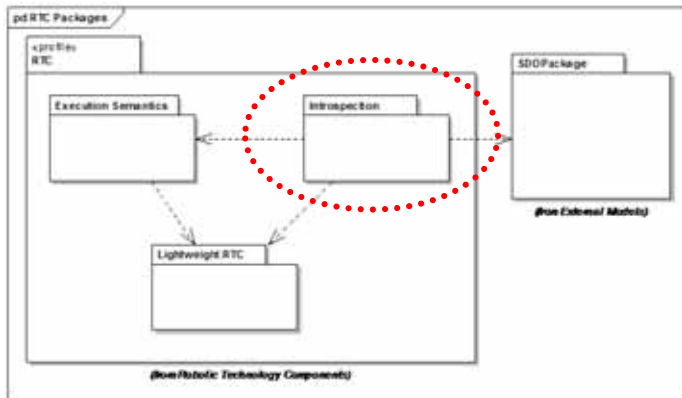 pd RTC Packages
«profile»
RTC
SDOPackage
Execution Semantics
Introspection
(from External Models)
Lightweight RTC
(from Robotic Technology Components)